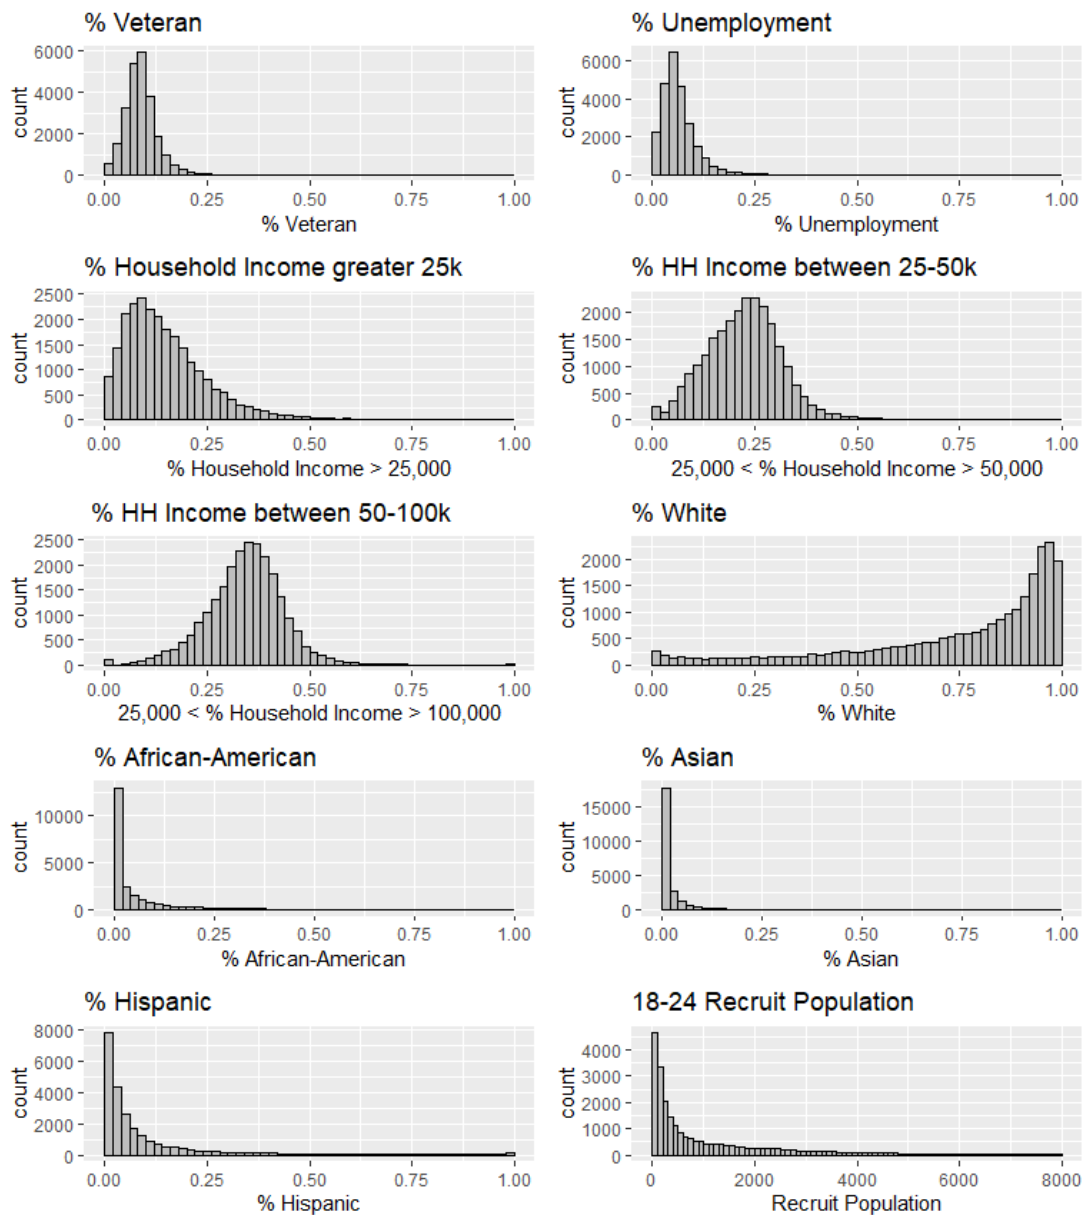 % Veteran
6000
4000
2000
0
count
0.00 0.25 0.50 0.75 1.00
% Veteran
% Unemployment
6000
4000
2000
0
count
0.00 0.25 0.50 0.75 1.00
% Unemployment
% Household Income greater 25k
2500
2000
1500
1000
500
0
count
0.00 0.25 0.50 0.75 1.00
% Household Income > 25,000
% HH Income between 25-50k
2000
1500
1000
500
0
count
0.00 0.25 0.50 0.75 1.00
25,000 < % Household Income > 50,000
% HH Income between 50-100k
2500
2000
1500
1000
500
0
count
0.00 0.25 0.50 0.75 1.00
25,000 < % Household Income > 100,000
% White
2000
1500
1000
500
0
count
0.00 0.25 0.50 0.75 1.00
% White
% African-American
10000
5000
0
count
0.00 0.25 0.50 0.75 1.00
% African-American
% Asian
15000
10000
5000
0
count
0.00 0.25 0.50 0.75 1.00
% Asian
% Hispanic
8000
6000
4000
2000
0
count
0.00 0.25 0.50 0.75 1.00
% Hispanic
18-24 Recruit Population
4000
3000
2000
1000
0
count
0 2000 4000 6000 8000
Recruit Population